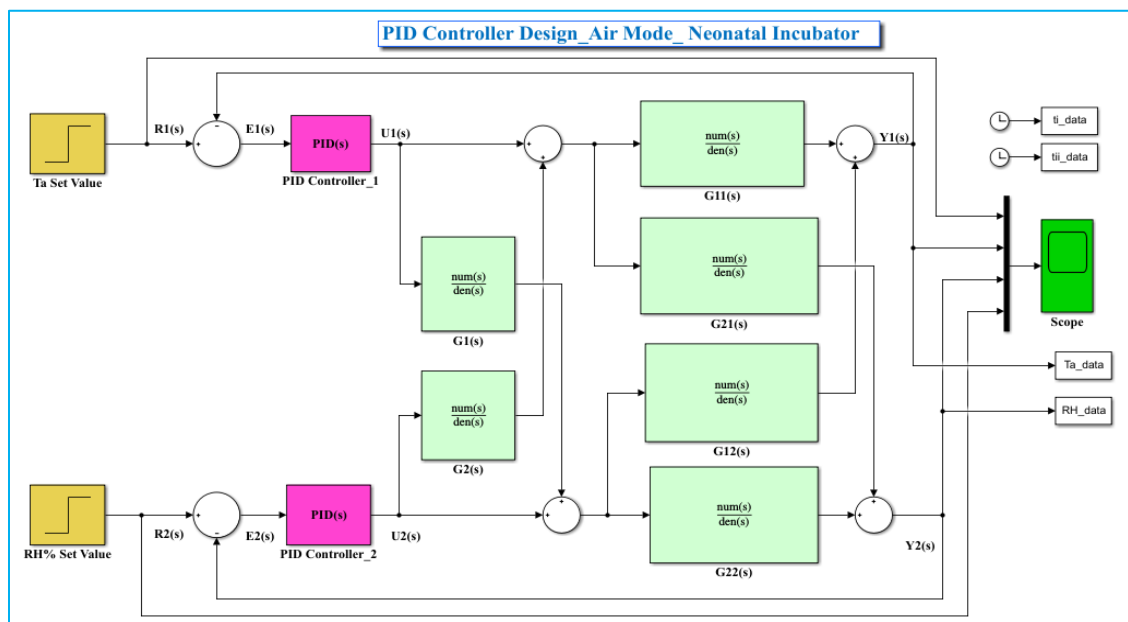 PID Controller Design_Air Mode_ Neonatal Incubator
R1(s)
E1(s)
PID(s)
U1(s)
num(s)
den(s)
Y1(s)
ti_data
tii_data
Ta Set Value
PID Controller_1
G11(s)
num(s)
den(s)
G1(s)
num(s)
den(s)
G21(s)
Scope
num(s)
den(s)
G2(s)
num(s)
den(s)
G12(s)
Ta_data
RH_data
R2(s)
E2(s)
PID(s)
U2(s)
num(s)
den(s)
Y2(s)
RH% Set Value
PID Controller_2
G22(s)